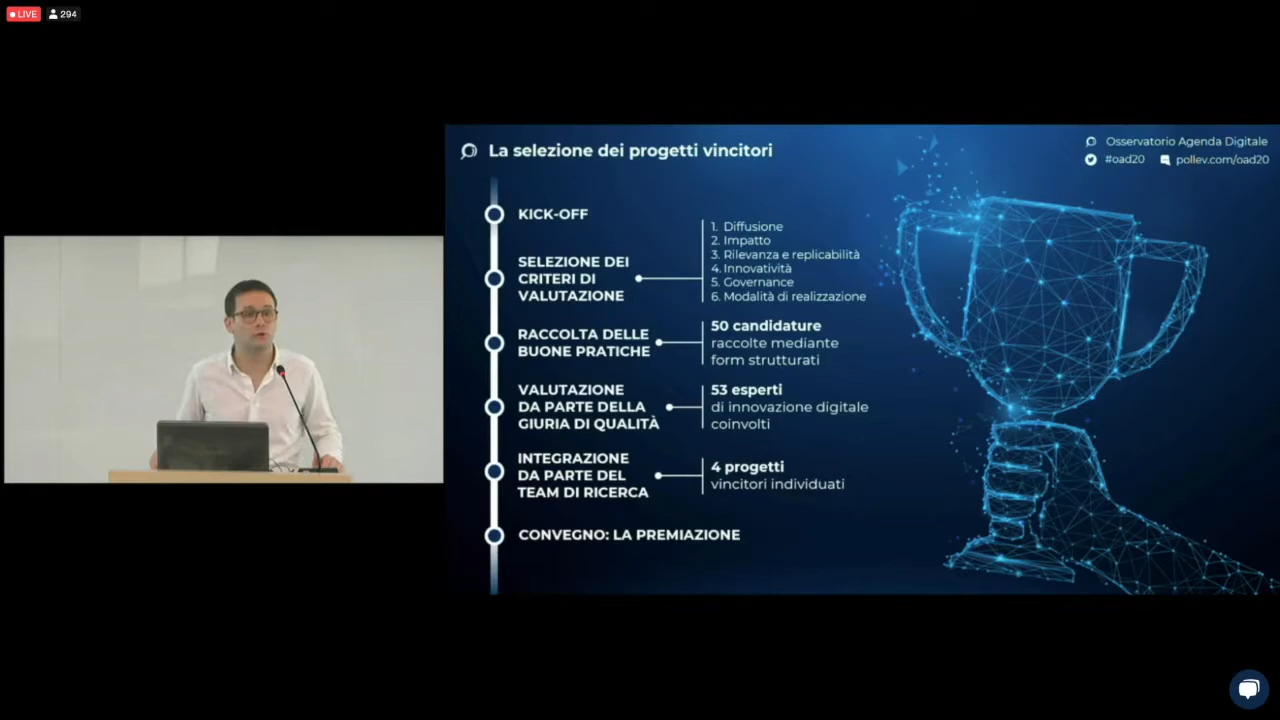 LIVE
294
La selezione dei progetti vincitori
Osservatorio Agenda Digitale
#oad20 pollev.com/oad20
KICK-OFF
SELEZIONE DEI
CRITERI DI
VALUTAZIONE
1. Diffusione
2. Impatto
3. Rilevanza e replicabilità
4. Innovatività
5. Governance
6. Modalità di realizzazione
RACCOLTA DELLE
BUONE PRATICHE
50 candidature
raccolte mediante
form strutturati
VALUTAZIONE
DA PARTE DELLA
GIURIA DI QUALITÀ
53 esperti
di innovazione digitale
coinvolti
INTEGRAZIONE
DA PARTE DEL
TEAM DI RICERCA
4 progetti
vincitori individuati
CONVEGNO: LA PREMIAZIONE